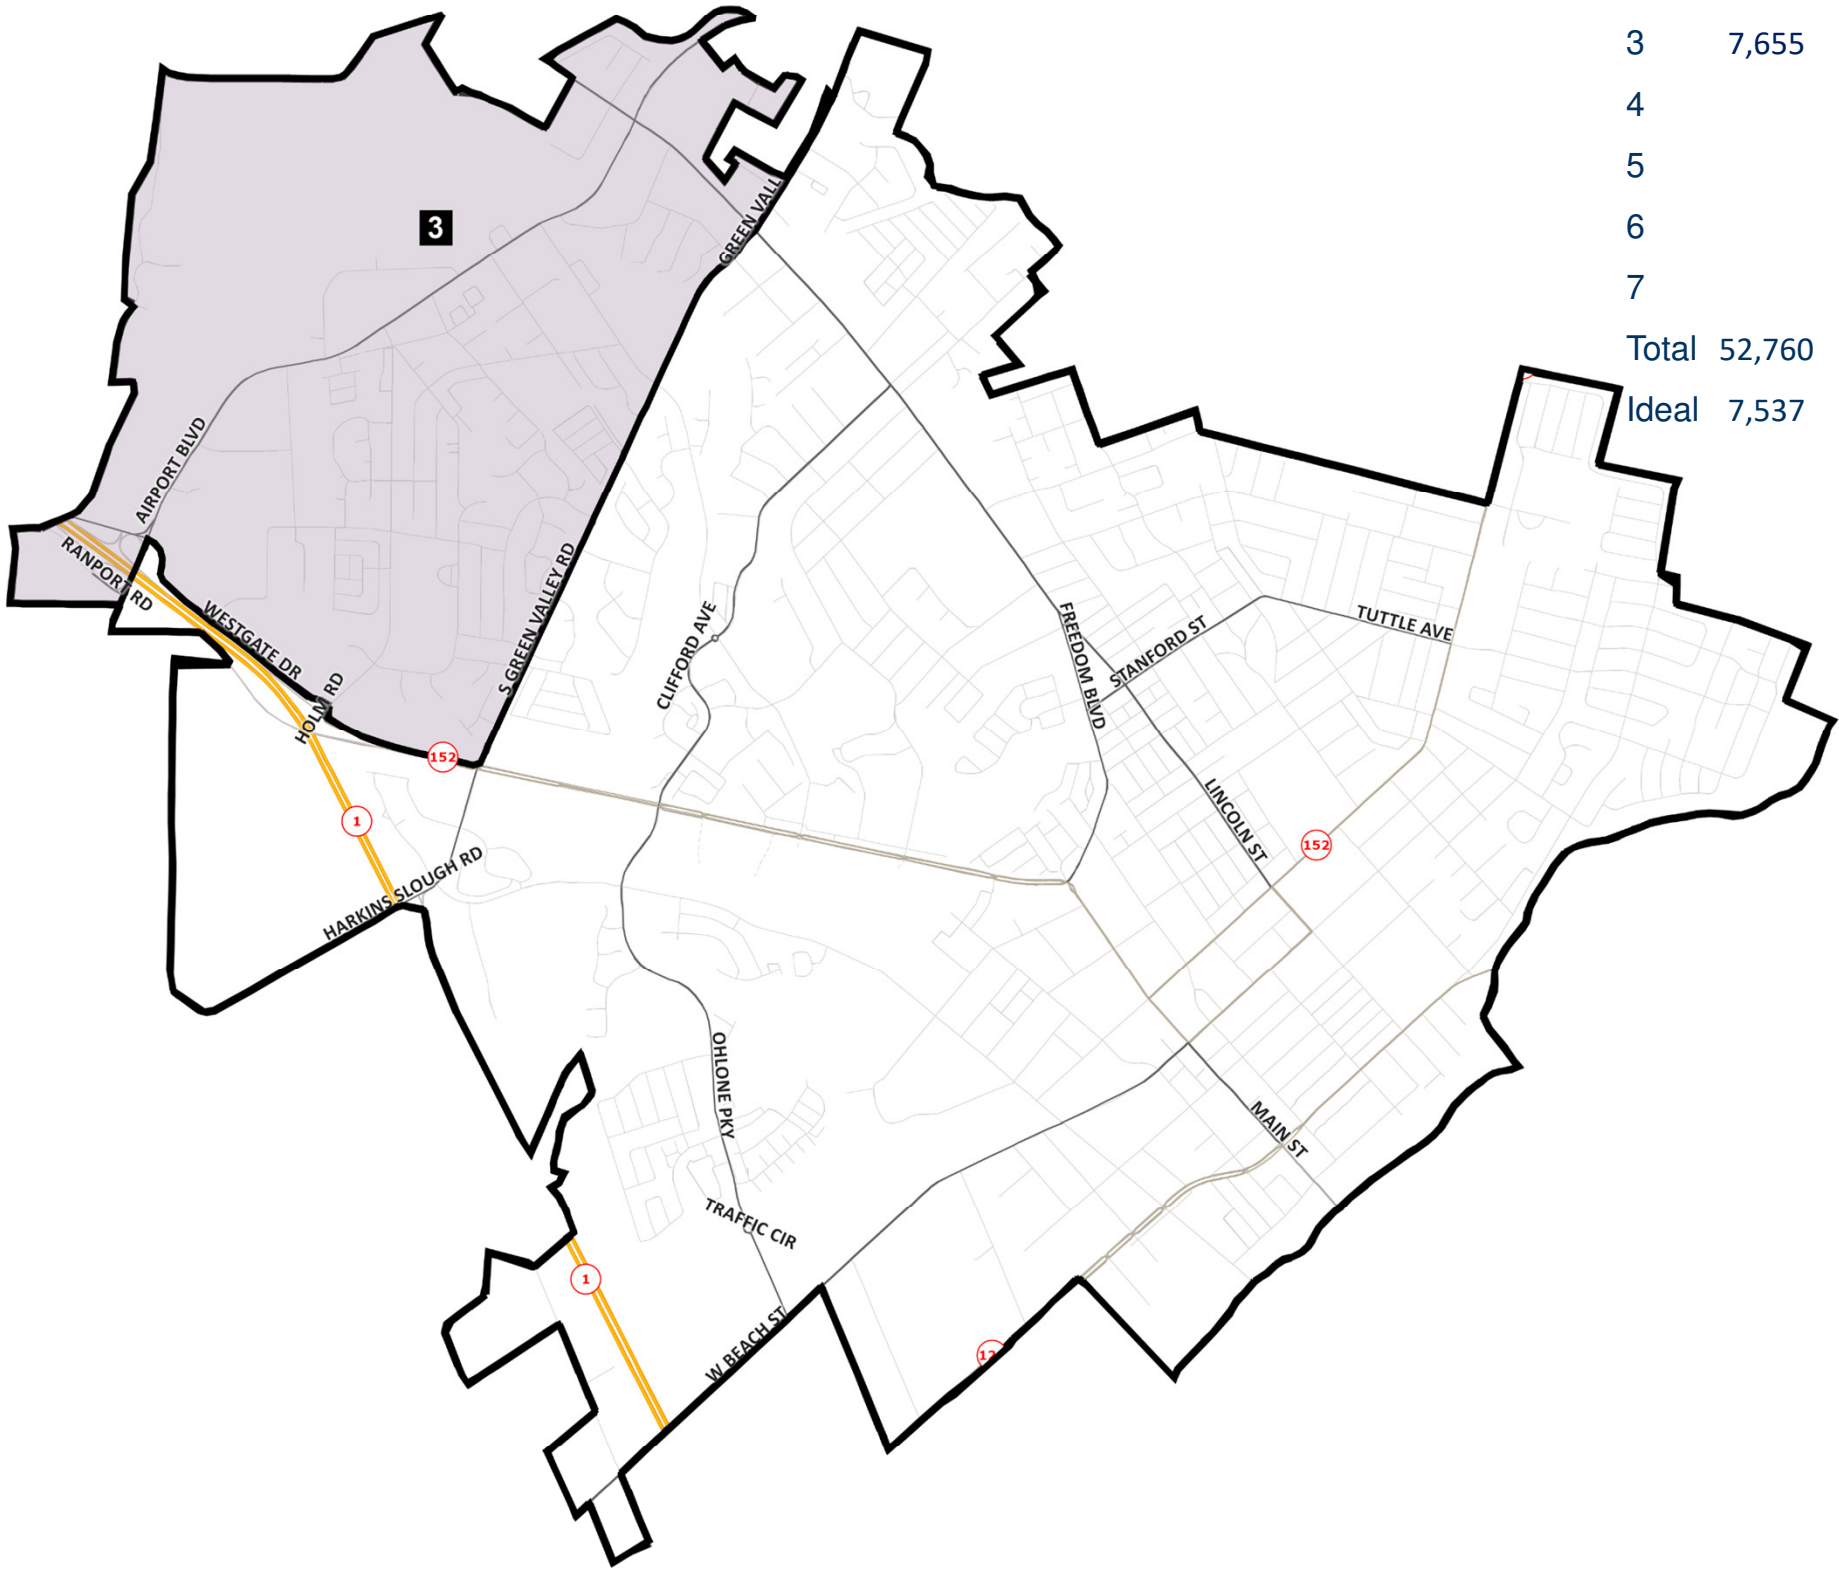 3 7,655
4
5
6
7
Total 52,760
Ideal 7,537
3
GREEN VALL
AIRPORT BLVD
RANPORT RD
WESTGATE DR
HOLM RD
S GREEN VALLEY RD
CLIFFORD AVE
FREEDOM BLVD
STANFORD ST
TUTTLE AVE
152
1
LINCOLN ST
152
HARKINS SLOUGH RD
OHLONE PKY
MAIN ST
TRAFFIC CIR
1
W BEACH ST
12